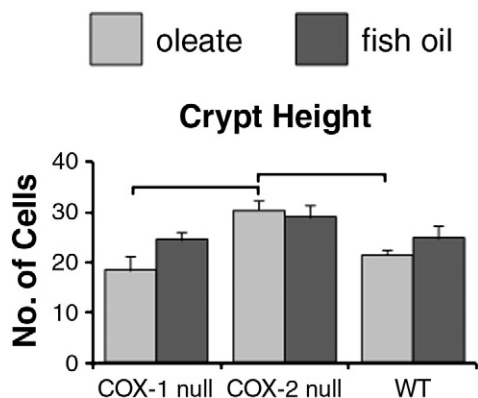 oleate fish oil
Crypt Height
No. of Cells
40
30
20
10
0
COX-1 null COX-2 null WT